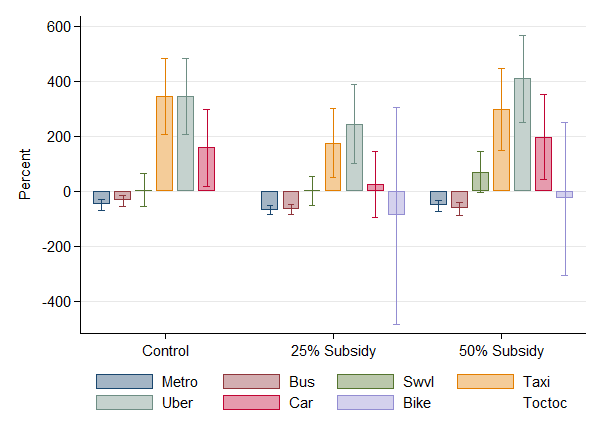 600
400
200
0
-200
-400
Percent
Control 25% Subsidy 50% Subsidy
Metro Bus Swvl Taxi
Uber Car Bike Toctoc